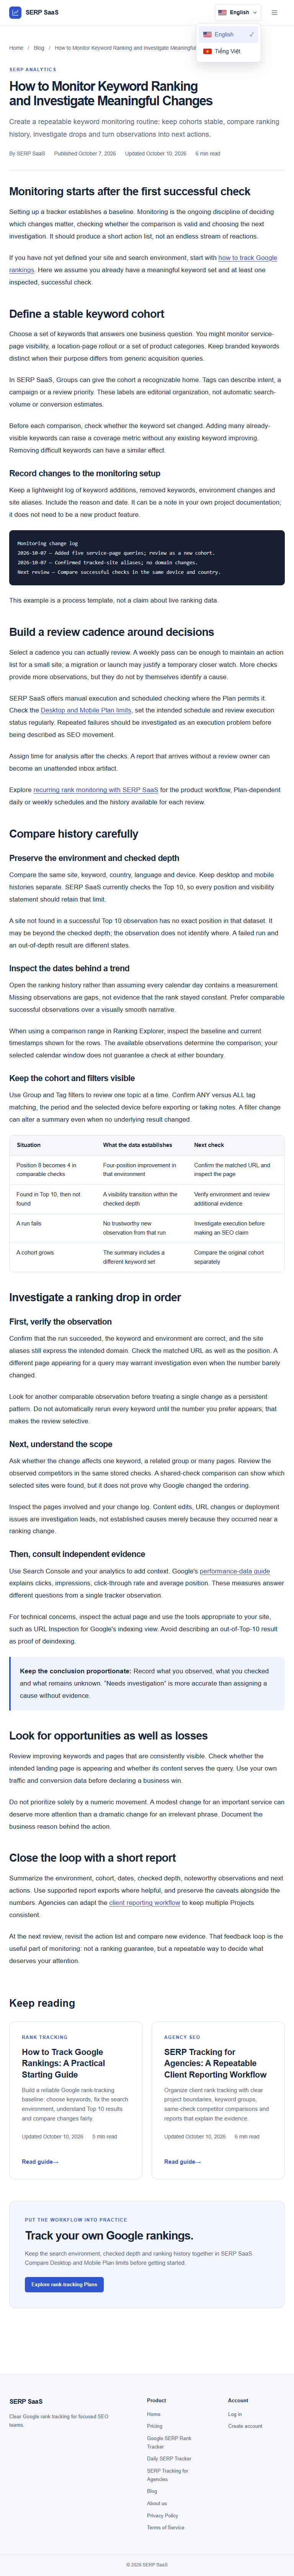 SERP SaaS
English
English
Tiếng Việt
Home / Blog / How to Monitor Keyword Ranking and Investigate Meaningful
SERP ANALYTICS
How to Monitor Keyword Ranking
and Investigate Meaningful Changes
Create a repeatable keyword monitoring routine: keep cohorts stable, compare ranking
history, investigate drops and turn observations into next actions.
By SERP SaaS Published October 7, 2026 Updated October 10, 2026 6 min read
Monitoring starts after the first successful check
Setting up a tracker establishes a baseline. Monitoring is the ongoing discipline of deciding
which changes matter, checking whether the comparison is valid and choosing the next
investigation. It should produce a short action list, not an endless stream of reactions.
If you have not yet defined your site and search environment, start with how to track Google
rankings. Here we assume you already have a meaningful keyword set and at least one
inspected, successful check.
Define a stable keyword cohort
Choose a set of keywords that answers one business question. You might monitor service-
page visibility, a location-page rollout or a set of product categories. Keep branded keywords
distinct when their purpose differs from generic acquisition queries.
In SERP SaaS, Groups can give the cohort a recognizable home. Tags can describe intent, a
campaign or a review priority. These labels are editorial organization, not automatic search-
volume or conversion estimates.
Before each comparison, check whether the keyword set changed. Adding many already-
visible keywords can raise a coverage metric without any existing keyword improving.
Removing difficult keywords can have a similar effect.
Record changes to the monitoring setup
Keep a lightweight log of keyword additions, removed keywords, environment changes and
site aliases. Include the reason and date. It can be a note in your own project documentation;
it does not need to be a new product feature.
Monitoring change log
2026-10-07 — Added five service-page queries; review as a new cohort.
2026-10-07 — Confirmed tracked-site aliases; no domain changes.
Next review — Compare successful checks in the same device and country.
This example is a process template, not a claim about live ranking data.
Build a review cadence around decisions
Select a cadence you can actually review. A weekly pass can be enough to maintain an action
list for a small site; a migration or launch may justify a temporary closer watch. More checks
provide more observations, but they do not by themselves identify a cause.
SERP SaaS offers manual execution and scheduled checking where the Plan permits it.
Check the Desktop and Mobile Plan limits, set the intended schedule and review execution
status regularly. Repeated failures should be investigated as an execution problem before
being described as SEO movement.
Assign time for analysis after the checks. A report that arrives without a review owner can
become an unattended inbox artifact.
Explore recurring rank monitoring with SERP SaaS for the product workflow, Plan-dependent
daily or weekly schedules and the history available for each review.
Compare history carefully
Preserve the environment and checked depth
Compare the same site, keyword, country, language and device. Keep desktop and mobile
histories separate. SERP SaaS currently checks the Top 10, so every position and visibility
statement should retain that limit.
A site not found in a successful Top 10 observation has no exact position in that dataset. It
may be beyond the checked depth; the observation does not identify where. A failed run and
an out-of-depth result are different states.
Inspect the dates behind a trend
Open the ranking history rather than assuming every calendar day contains a measurement.
Missing observations are gaps, not evidence that the rank stayed constant. Prefer comparable
successful observations over a visually smooth narrative.
When using a comparison range in Ranking Explorer, inspect the baseline and current
timestamps shown for the rows. The available observations determine the comparison; your
selected calendar window does not guarantee a check at either boundary.
Keep the cohort and filters visible
Use Group and Tag filters to review one topic at a time. Confirm ANY versus ALL tag
matching, the period and the selected device before exporting or taking notes. A filter change
can alter a summary even when no underlying result changed.
Situation What the data establishes Next check
Position 8 becomes 4 in comparable checks Four-position improvement in that environment Confirm the matched URL and inspect the page
Found in Top 10, then not found A visibility transition within the checked depth Verify environment and review additional evidence
A run fails No trustworthy new observation from that run Investigate execution before making an SEO claim
A cohort grows The summary includes a different keyword set Compare the original cohort separately
Investigate a ranking drop in order
First, verify the observation
Confirm that the run succeeded, the keyword and environment are correct, and the site
aliases still express the intended domain. Check the matched URL as well as the position. A
different page appearing for a query may warrant investigation even when the number barely
changed.
Look for another comparable observation before treating a single change as a persistent
pattern. Do not automatically rerun every keyword until the number you prefer appears; that
makes the review selective.
Next, understand the scope
Ask whether the change affects one keyword, a related group or many pages. Review the
observed competitors in the same stored checks. A shared-check comparison can show which
selected sites were found, but it does not prove why Google changed the ordering.
Inspect the pages involved and your change log. Content edits, URL changes or deployment
issues are investigation leads, not established causes merely because they occurred near a
ranking change.
Then, consult independent evidence
Use Search Console and your analytics to add context. Google's performance-data guide
explains clicks, impressions, click-through rate and average position. These measures answer
different questions from a single tracker observation.
For technical concerns, inspect the actual page and use the tools appropriate to your site,
such as URL Inspection for Google's indexing view. Avoid describing an out-of-Top-10 result
as proof of deindexing.
Keep the conclusion proportionate: Record what you observed, what you checked
and what remains unknown. "Needs investigation" is more accurate than assigning a
cause without evidence.
Look for opportunities as well as losses
Review improving keywords and pages that are consistently visible. Check whether the
intended landing page is appearing and whether its content serves the query. Use your own
traffic and conversion data before declaring a business win.
Do not prioritize solely by a numeric movement. A modest change for an important service can
deserve more attention than a dramatic change for an irrelevant phrase. Document the
business reason behind the action.
Close the loop with a short report
Summarize the environment, cohort, dates, checked depth, noteworthy observations and next
actions. Use supported report exports where helpful, and preserve the caveats alongside the
numbers. Agencies can adapt the client reporting workflow to keep multiple Projects
consistent.
At the next review, revisit the action list and compare new evidence. That feedback loop is the
useful part of monitoring: not a ranking guarantee, but a repeatable way to decide what
deserves your attention.
Keep reading
RANK TRACKING
How to Track Google
Rankings: A Practical
Starting Guide
Build a reliable Google rank-tracking
baseline: choose keywords, fix the search
environment, understand Top 10 results
and compare changes fairly.
Updated October 10, 2026 5 min read
Read guide→
AGENCY SEO
SERP Tracking for
Agencies: A Repeatable
Client Reporting Workflow
Organize client rank tracking with clear
project boundaries, keyword groups,
same-check competitor comparisons and
reports that explain the evidence.
Updated October 10, 2026 6 min read
Read guide→
PUT THE WORKFLOW INTO PRACTICE
Track your own Google rankings.
Keep the search environment, checked depth and ranking history together in SERP SaaS.
Compare Desktop and Mobile Plan limits before getting started.
Explore rank-tracking Plans
SERP SaaS
Clear Google rank tracking for focused SEO
teams.
Product
Home
Pricing
Google SERP Rank
Tracker
Daily SERP Tracker
SERP Tracking for
Agencies
Blog
About us
Privacy Policy
Terms of Service
Account
Log in
Create account
© 2026 SERP SaaS